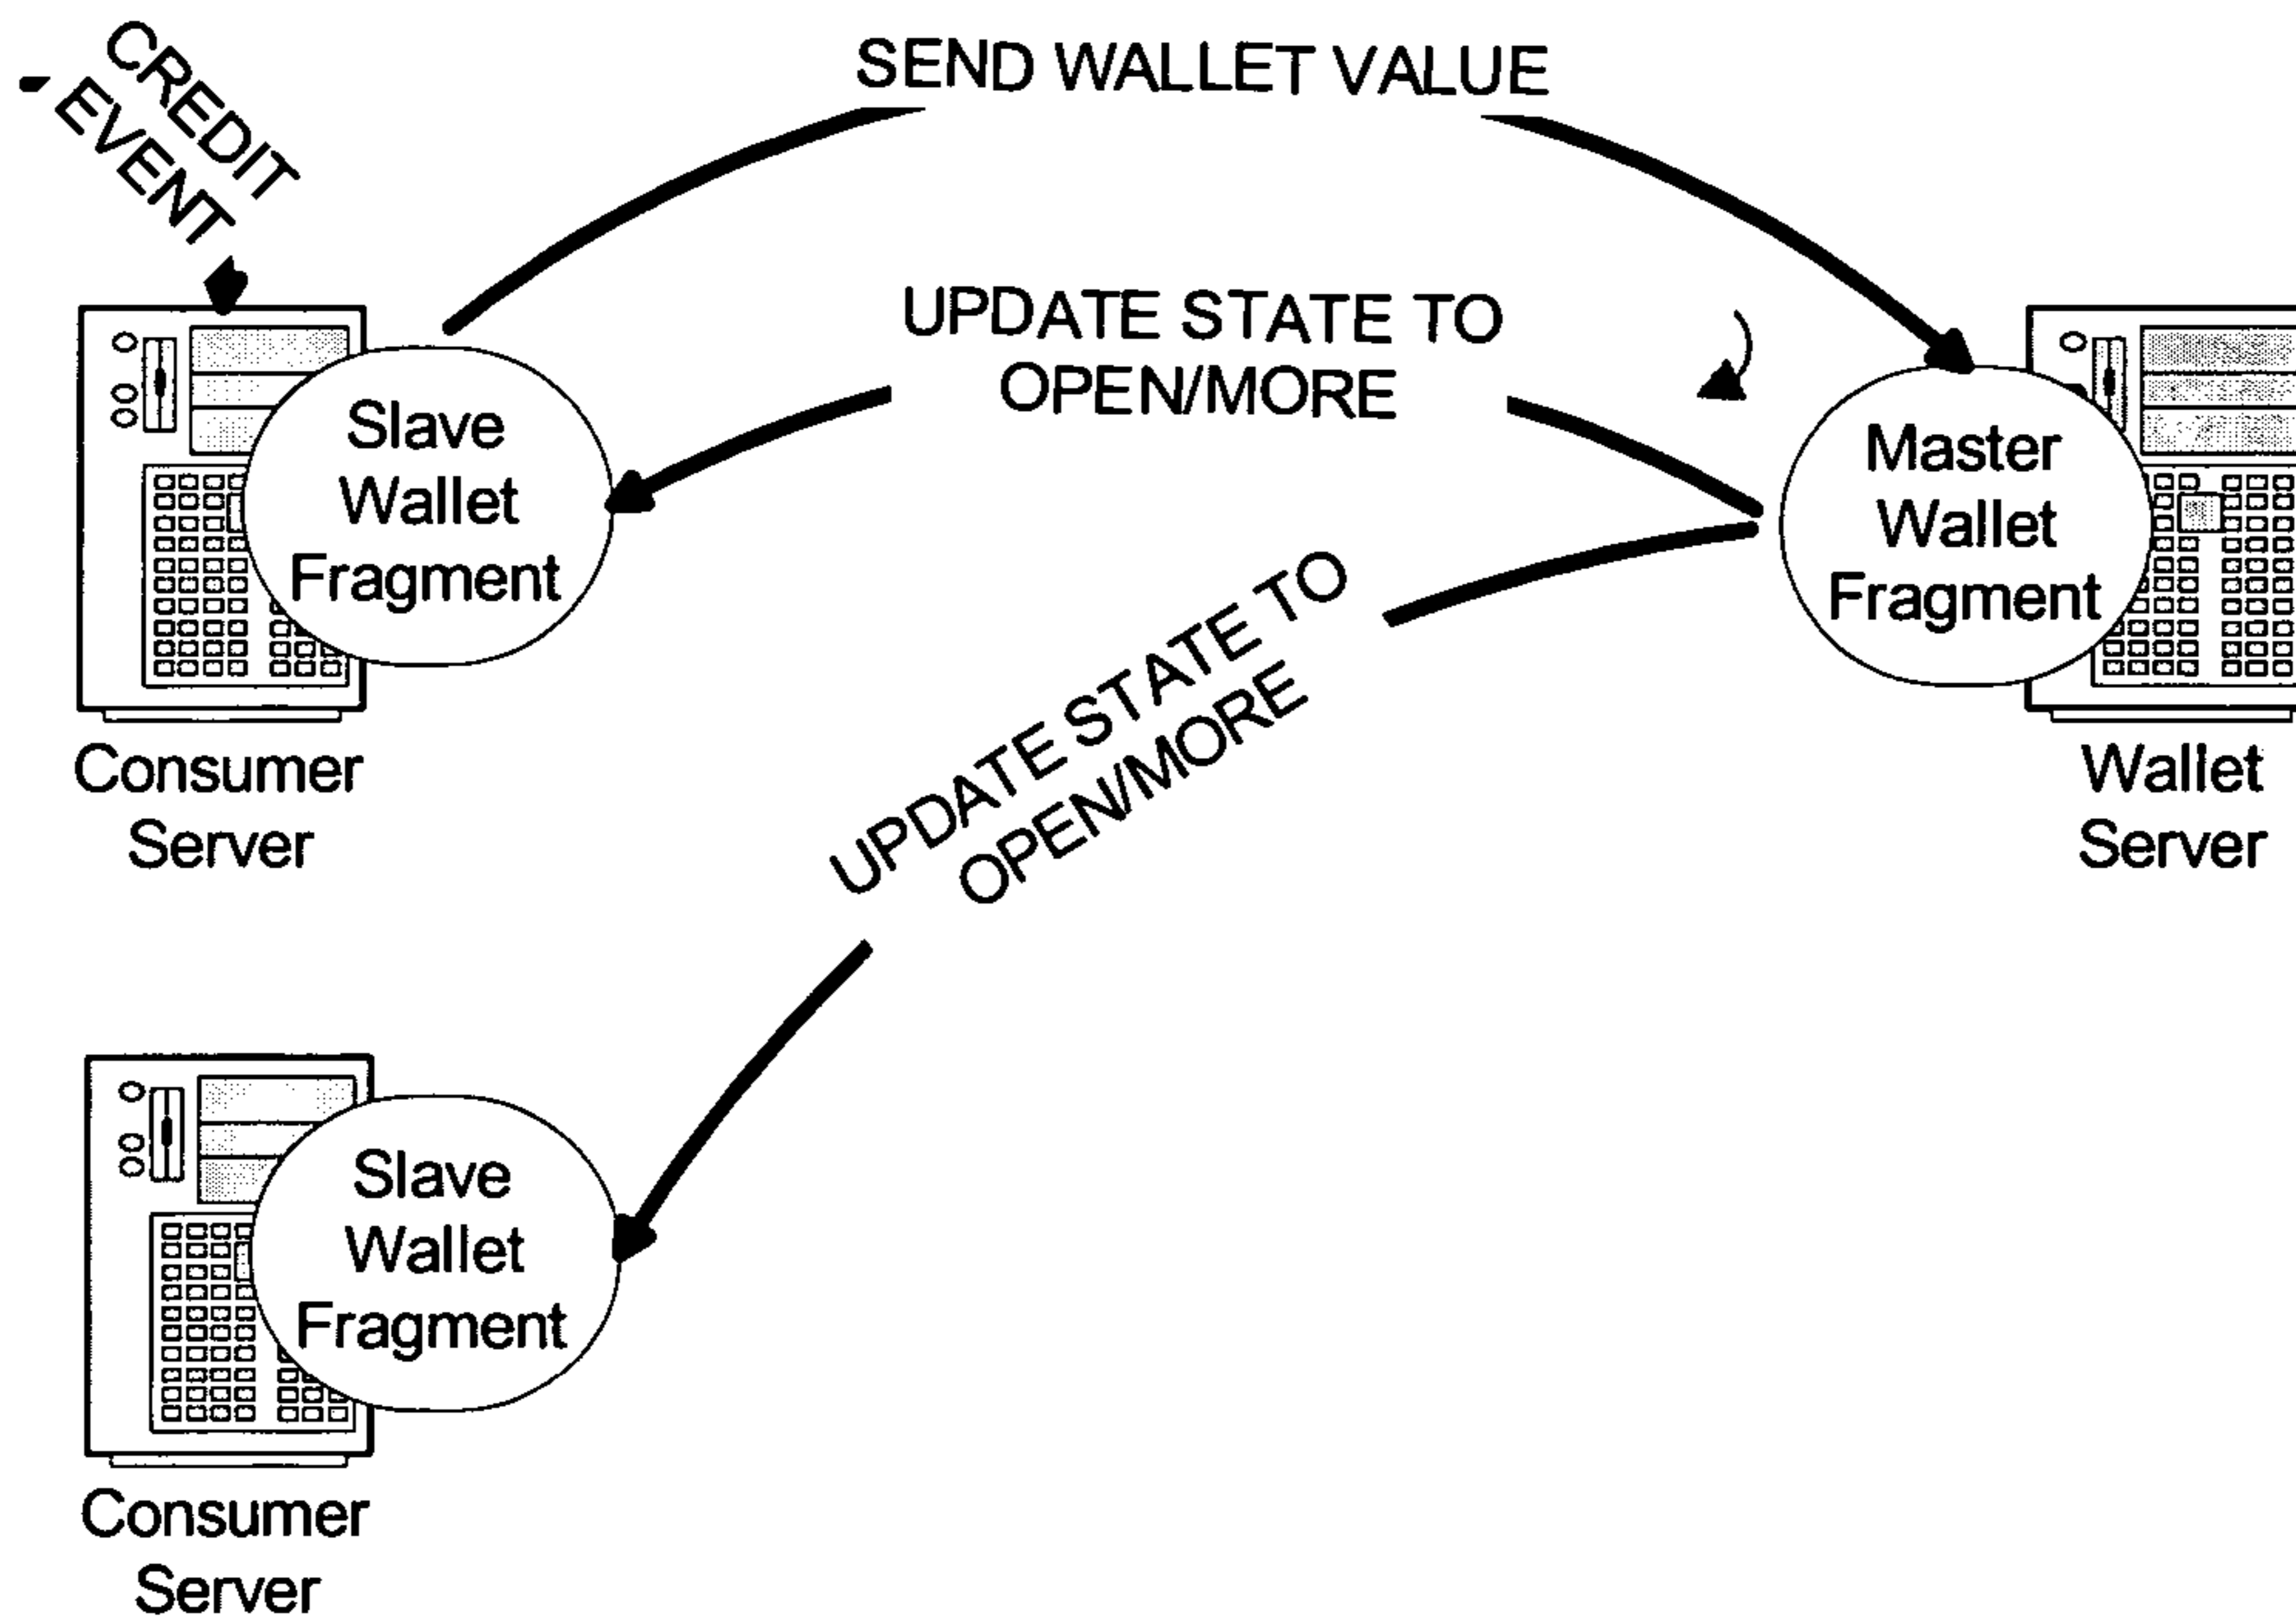 CREDIT
EVENT
SEND WALLET VALUE
UPDATE STATE TO
OPEN/MORE
Slave
Wallet
Fragment
Master
Wallet
Fragment
Consumer
Server
Wallet
Server
UPDATE STATE TO
OPEN/MORE
Slave
Wallet
Fragment
Consumer
Server